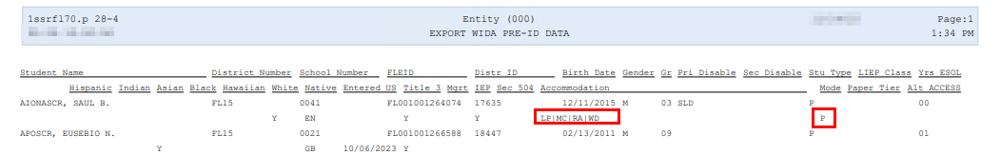 1ssrfl70.p 28-4 Entity (000) Page:1
EXPORT WIDA PRE-ID DATA 1:34 PM
Student Name District Number School Number FLEID Distr ID Birth Date Gender Gr Pri Disable Sec Disable Stu Type LIEP Class Yrs ESOL
Hispanic Indian Asian Black Hawaiian White Native Entered US Title 3 Mgrt IEP Sec 504 Accommodation Mode Paper Tier Alt ACCESS
AIONASCR, SAUL B. FL15 0041 FL001001264074 17635 12/11/2015 M 03 SLD P 00
Y EN Y Y LP|MC|RA|WD P
APOSCR, EUSEBIO N. FL15 0021 FL001001266588 18447 02/13/2011 M 09 P 01
Y GB 10/06/2023 Y